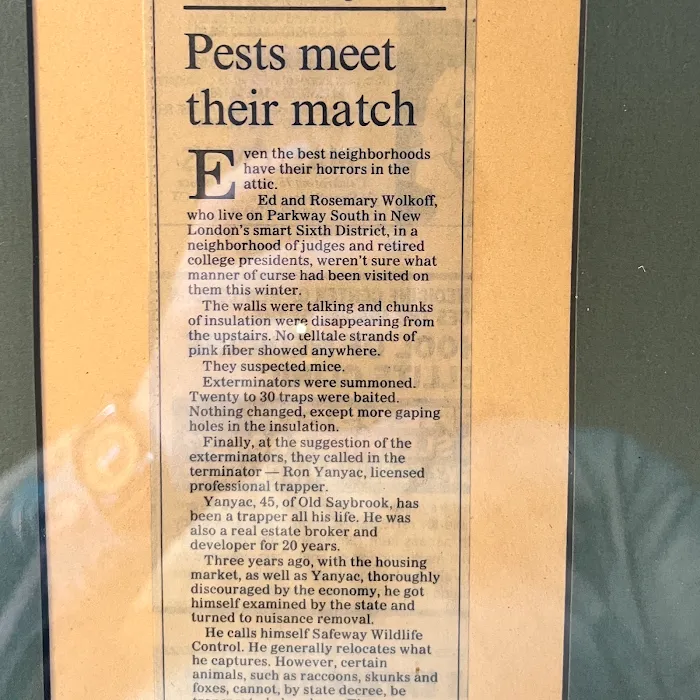 Pests meet
their match
Even the best neighborhoods
have their horrors in the
attic.
Ed and Rosemary Wolkoff,
who live on Parkway South in New
London's smart Sixth District, in a
neighborhood of judges and retired
college presidents, weren't sure what
manner of curse had been visited on
them this winter.
The walls were talking and chunks
of insulation were disappearing from
the upstairs. No telltale strands of
pink fiber showed anywhere.
They suspected mice.
Exterminators were summoned.
Twenty to 30 traps were baited.
Nothing changed, except more gaping
holes in the insulation.
Finally, at the suggestion of the
exterminators, they called in the
terminator — Ron Yanyac, licensed
professional trapper.
Yanyac, 45, of Old Saybrook, has
been a trapper all his life. He was
also a real estate broker and
developer for 20 years.
Three years ago, with the housing
market, as well as Yanyac, thoroughly
discouraged by the economy, he got
himself examined by the state and
turned to nuisance removal.
He calls himself Safeway Wildlife
Control. He generally relocates what
he captures. However, certain
animals, such as raccoons, skunks and
foxes, cannot, by state decree, be